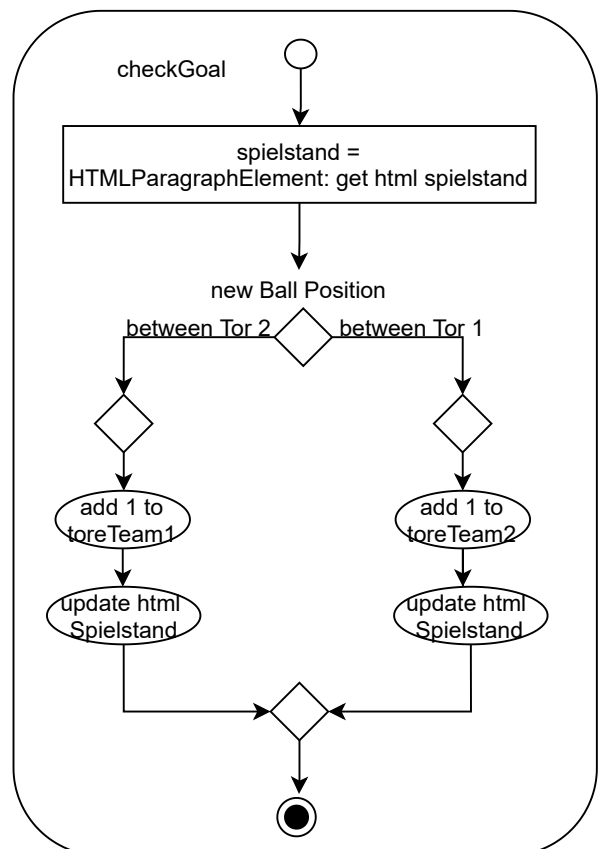 checkGoal
spielstand =
HTMLParagraphElement: get html spielstand
new Ball Position
between Tor 2
between Tor 1
add 1 to
toreTeam1
add 1 to
toreTeam2
update html
Spielstand
update html
Spielstand